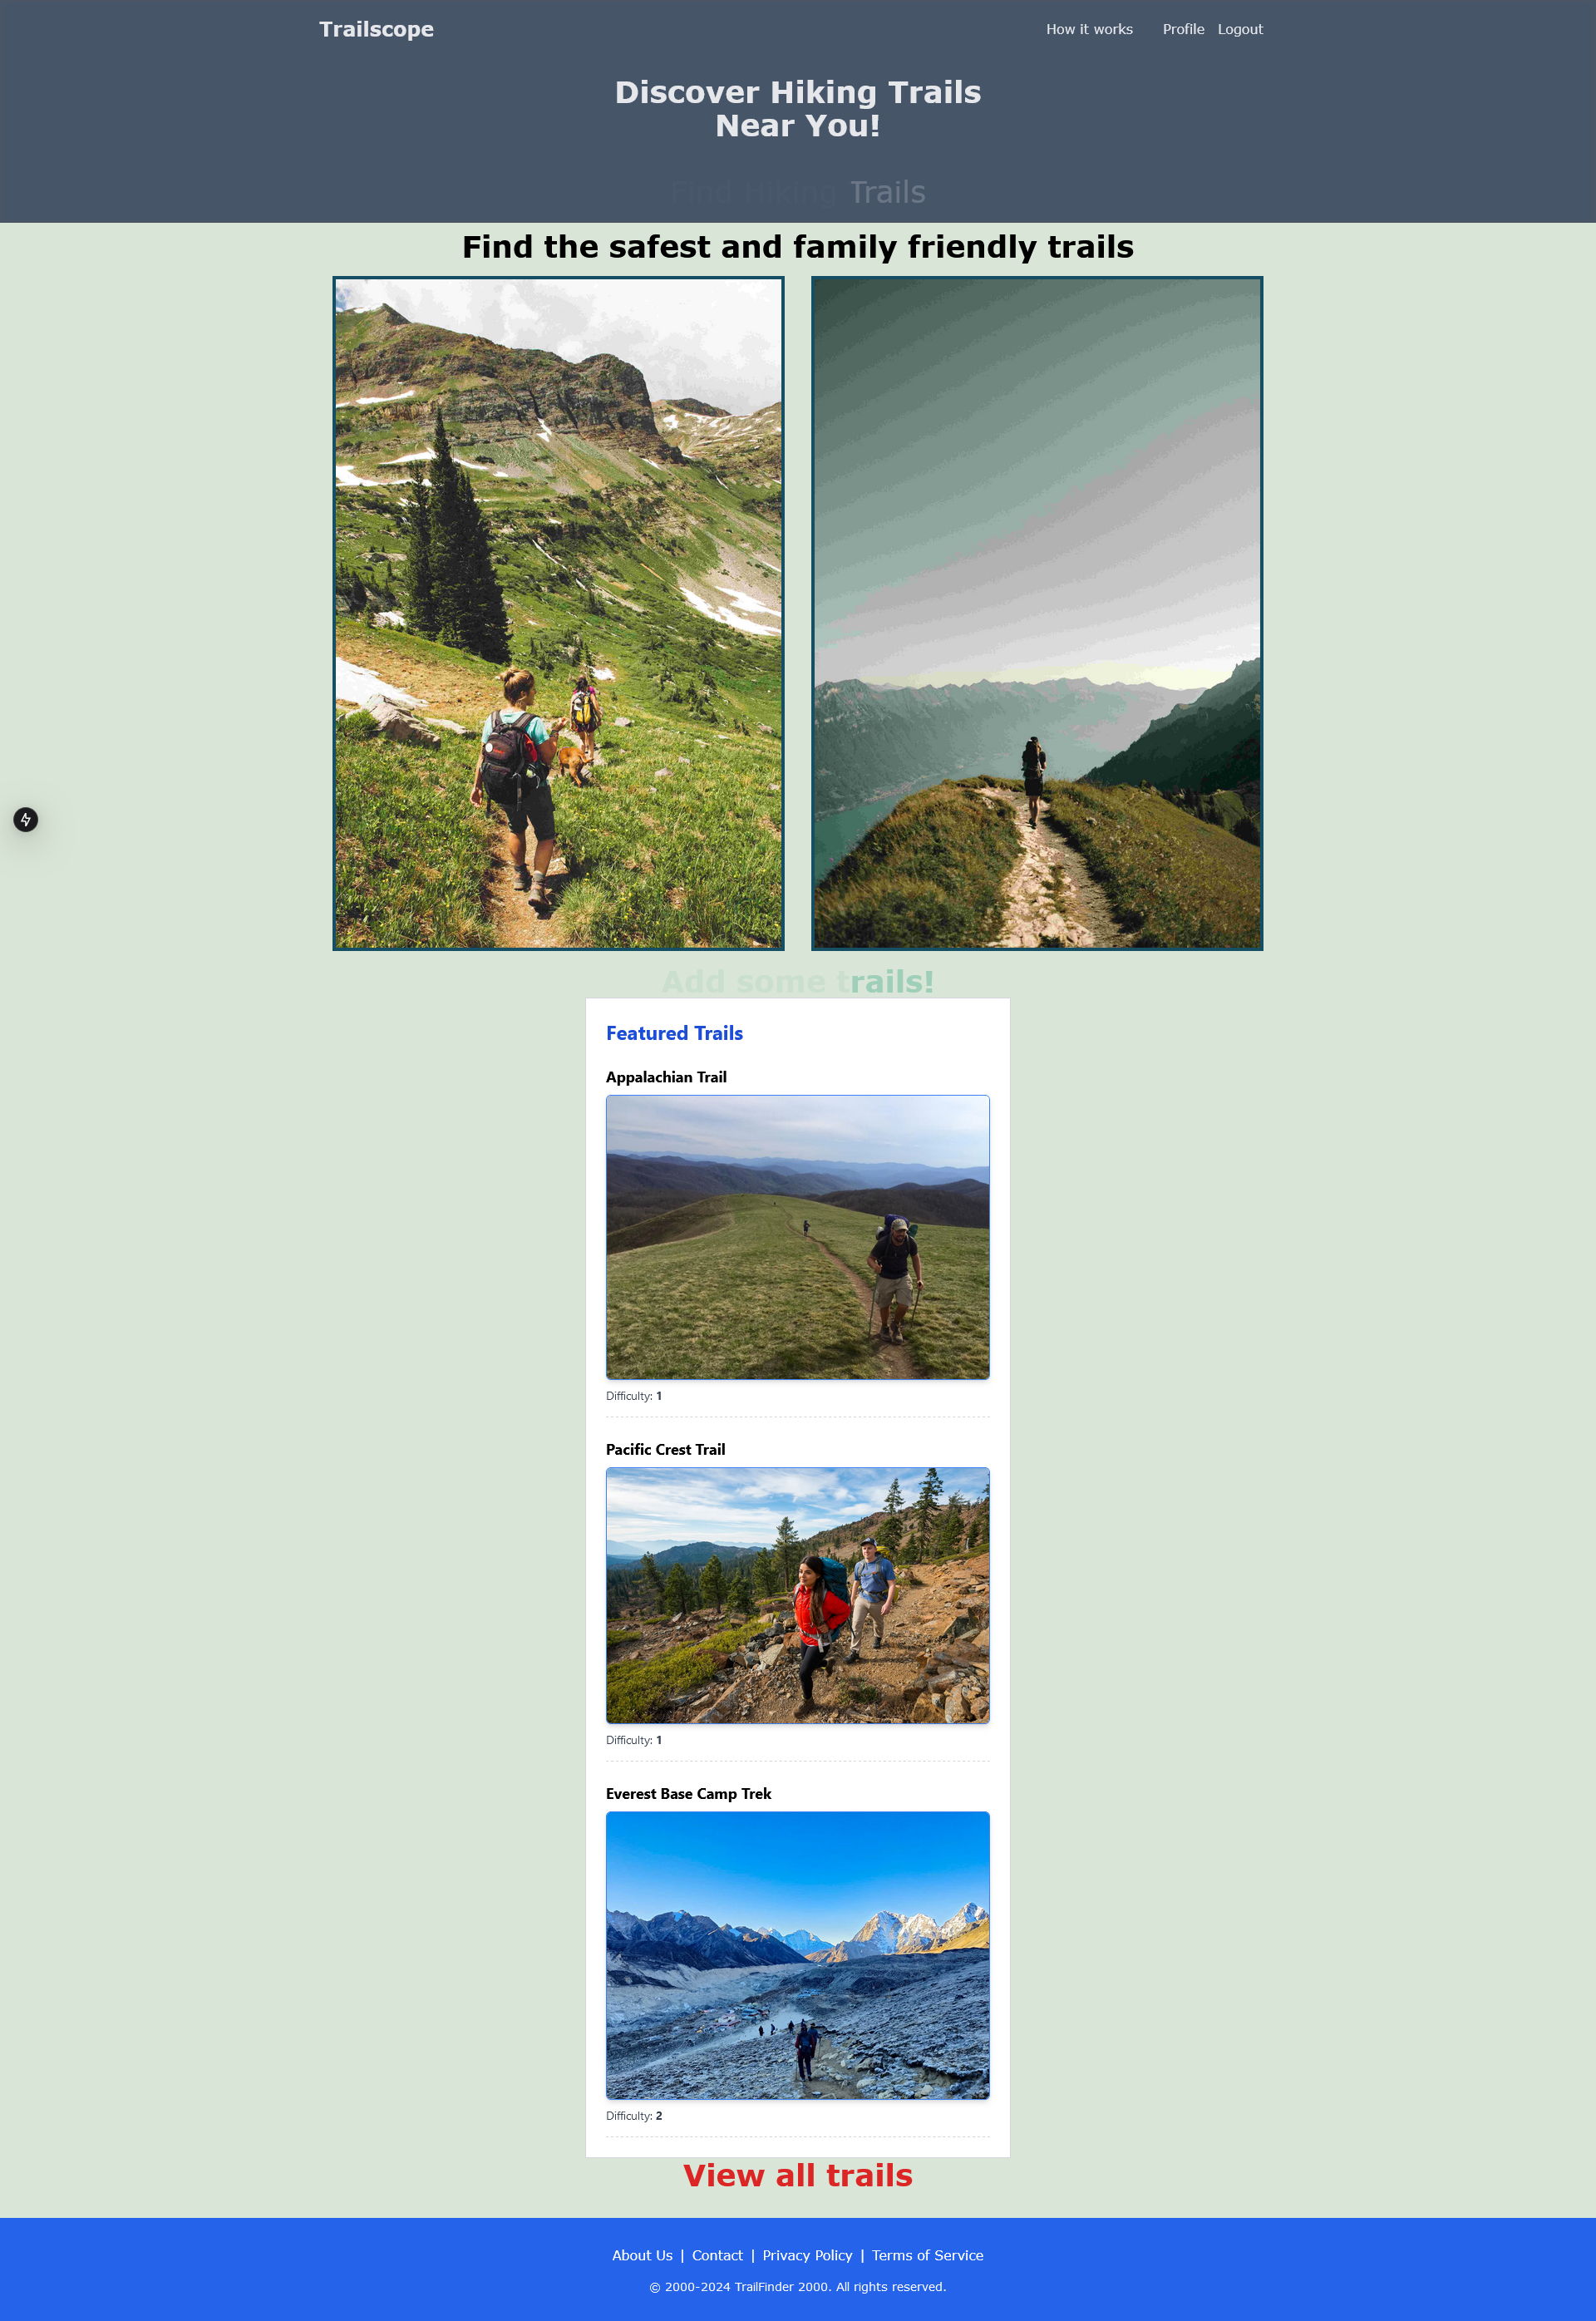 Trailscope
How it works Profile Logout
Discover Hiking Trails
Near You!
Find Hiking Trails
Find the safest and family friendly trails
Add some trails!
Featured Trails
Appalachian Trail
Difficulty: 1
Pacific Crest Trail
Difficulty: 1
Everest Base Camp Trek
Difficulty: 2
View all trails
About Us | Contact | Privacy Policy | Terms of Service
© 2000-2024 TrailFinder 2000. All rights reserved.